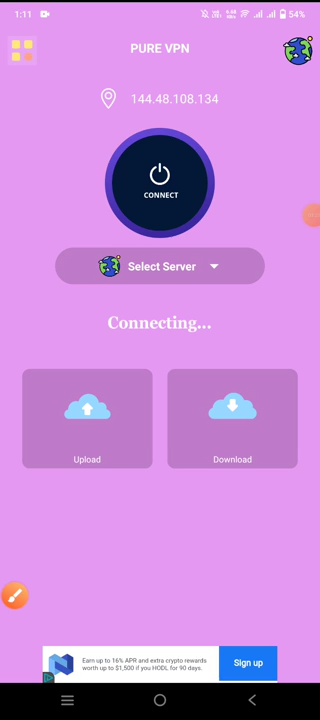 1:11
54%
PURE VPN
144.48.108.134
CONNECT
Select Server
Connecting...
Upload
Download
Earn up to 16% APR and extra crypto rewards
worth up to $1,500 if you HODL for 90 days.
Sign up